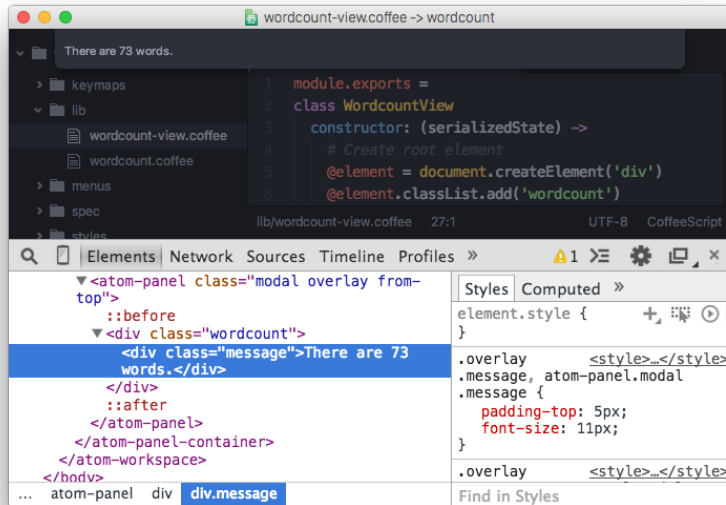 wordcount-view.coffee -> wordcount
There are 73 words.
keymaps
lib
wordcount-view.coffee
wordcount.coffee
menus
spec
styles
1 module.exports =
2 class WordcountView
3 constructor: (serializedState) ->
4 # Create root element
5 @element = document.createElement('div')
6 @element.classList.add('wordcount')
lib/wordcount-view.coffee 27:1 UTF-8 CoffeeScript
Elements Network Sources Timeline Profiles » 1
▼<atom-panel class="modal overlay from-
top">
::before
▼<div class="wordcount">
<div class="message">There are 73
words.</div>
</div>
::after
</atom-panel>
</atom-panel-container>
</atom-workspace>
</body>
... atom-panel div div.message
Styles Computed »
element.style {
}
.overlay <style>…</style>
.message, atom-panel.modal
.message {
padding-top: 5px;
font-size: 11px;
}
.overlay <style>…</style>
Find in Styles